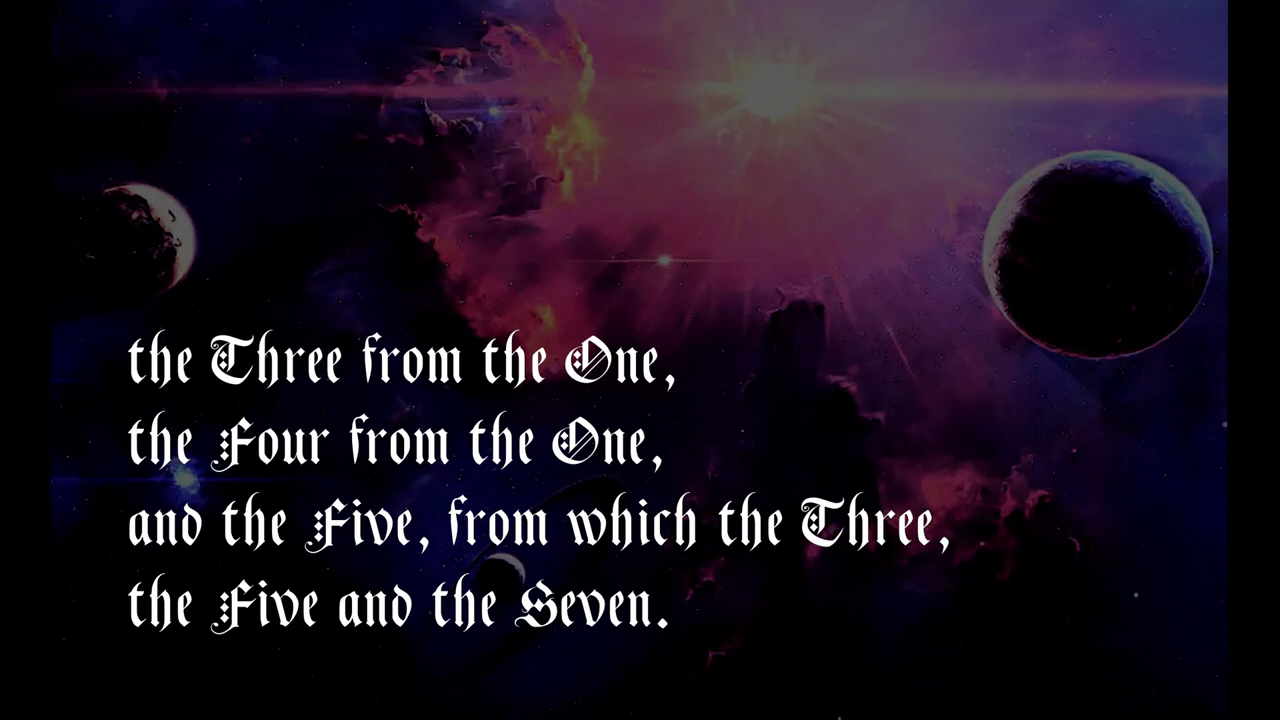 the Three from the One,
the Four from the One,
and the Five, from which the Three,
the Five and the Seven.